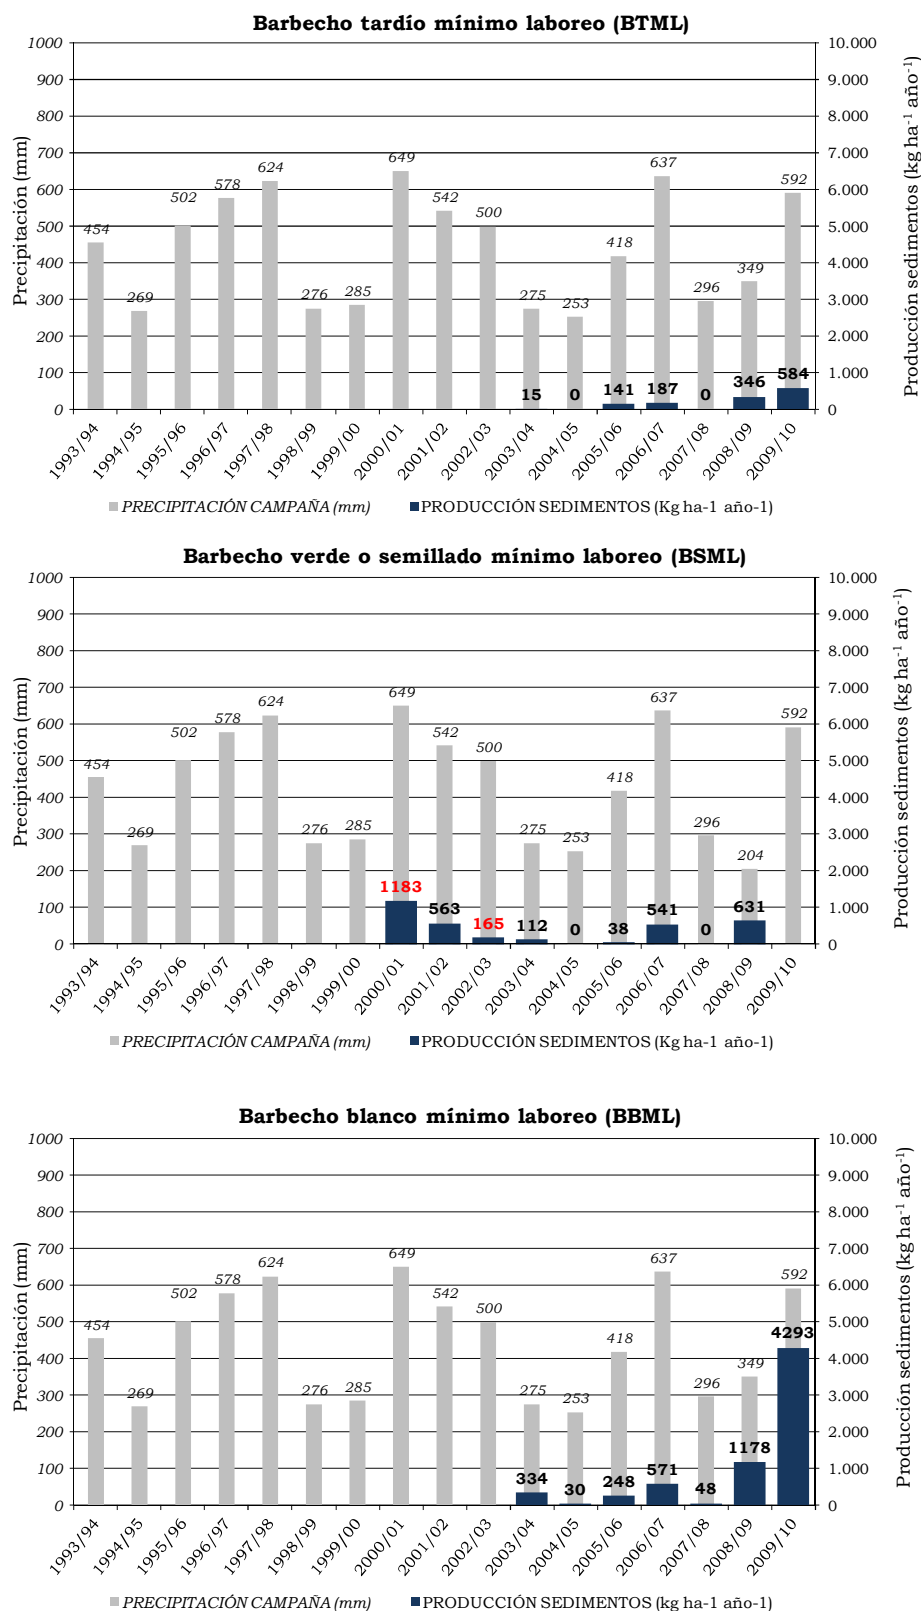 Barbecho tardío mínimo laboreo (BTML)
1000 10.000
900 9.000
800 8.000
700 7.000
600 6.000
500 5.000
400 4.000
300 3.000
200 2.000
100 1.000
0 0
Precipitación (mm)
Producción sedimentos (kg ha-1 año-1)
454 269 502 578 624 276 285 649 542 500 275 253 418 637 296 349 592
15 0 141 187 0 346 584
1993/94 1994/95 1995/96 1996/97 1997/98 1998/99 1999/00 2000/01 2001/02 2002/03 2003/04 2004/05 2005/06 2006/07 2007/08 2008/09 2009/10
PRECIPITACIÓN CAMPAÑA (mm) PRODUCCIÓN SEDIMENTOS (Kg ha-1 año-1)
Barbecho verde o semillado mínimo laboreo (BSML)
1000 10.000
900 9.000
800 8.000
700 7.000
600 6.000
500 5.000
400 4.000
300 3.000
200 2.000
100 1.000
0 0
Precipitación (mm)
Producción sedimentos (kg ha-1 año-1)
454 269 502 578 624 276 285 649 542 500 275 253 418 637 296 204 592
1183 563 165 112 0 38 541 0 631
1993/94 1994/95 1995/96 1996/97 1997/98 1998/99 1999/00 2000/01 2001/02 2002/03 2003/04 2004/05 2005/06 2006/07 2007/08 2008/09 2009/10
PRECIPITACIÓN CAMPAÑA (mm) PRODUCCIÓN SEDIMENTOS (Kg ha-1 año-1)
Barbecho blanco mínimo laboreo (BBML)
1000 10.000
900 9.000
800 8.000
700 7.000
600 6.000
500 5.000
400 4.000
300 3.000
200 2.000
100 1.000
0 0
Precipitación (mm)
Producción sedimentos (kg ha-1 año-1)
454 269 502 578 624 276 285 649 542 500 275 253 418 637 296 349 592
334 30 248 571 48 1178 4293
1993/94 1994/95 1995/96 1996/97 1997/98 1998/99 1999/00 2000/01 2001/02 2002/03 2003/04 2004/05 2005/06 2006/07 2007/08 2008/09 2009/10
PRECIPITACIÓN CAMPAÑA (mm) PRODUCCIÓN SEDIMENTOS (kg ha-1 año-1)